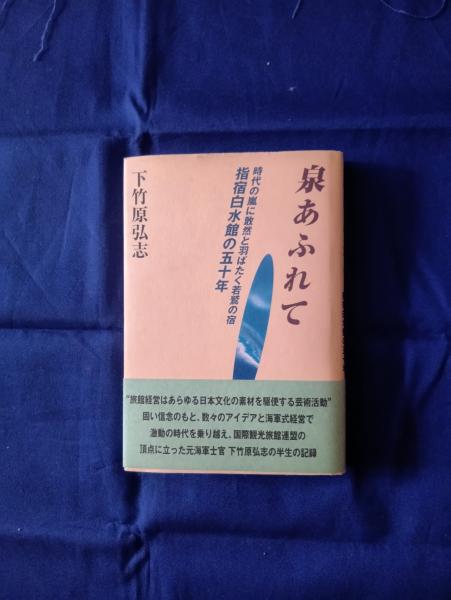 泉あふれて
時代の嵐に敢然と羽ばたく若鷲の宿
指宿白水館の五十年
下竹原弘志
“旅館経営はあらゆる日本文化の素材を駆使する芸術活動”
固い信念のもと、数々のアイデアと海軍式経営で
激動の時代を乗り越え、国際観光旅館連盟の
頂点に立った元海軍士官 下竹原弘志の半生の記録